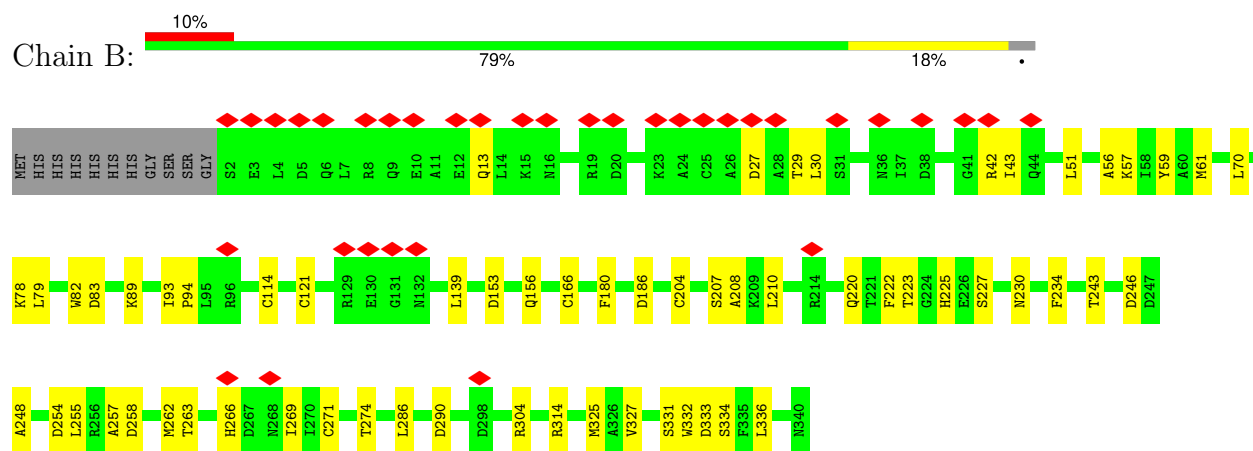 10%
Chain B:
79% 18% •
MET HIS HIS HIS HIS HIS HIS GLY SER SER GLY S2 E3 L4 D5 Q6 L7 R8 Q9 E10 A11 E12 Q13 L14 K15 N16 R19 D20 K23 A24 C25 A26 D27 A28 T29 L30 S31 N36 I37 D38 G41 R42 I43 Q44 L51 A56 K57 I58 Y59 A60 M61 L70
K78 L79 W82 D83 K89 I93 P94 L95 R96 C114 C121 R129 E130 G131 N132 L139 D153 Q156 C166 F180 D186 C204 S207 A208 K209 L210 R214 Q220 T221 F222 T223 G224 H225 E226 S227 N230 F234 T243 D246 D247
A248 D254 L255 R256 A257 D258 M262 T263 H266 D267 N268 I269 I270 C271 T274 L286 D290 D298 R304 R314 M325 A326 V327 S331 W332 D333 S334 F335 L336 N340